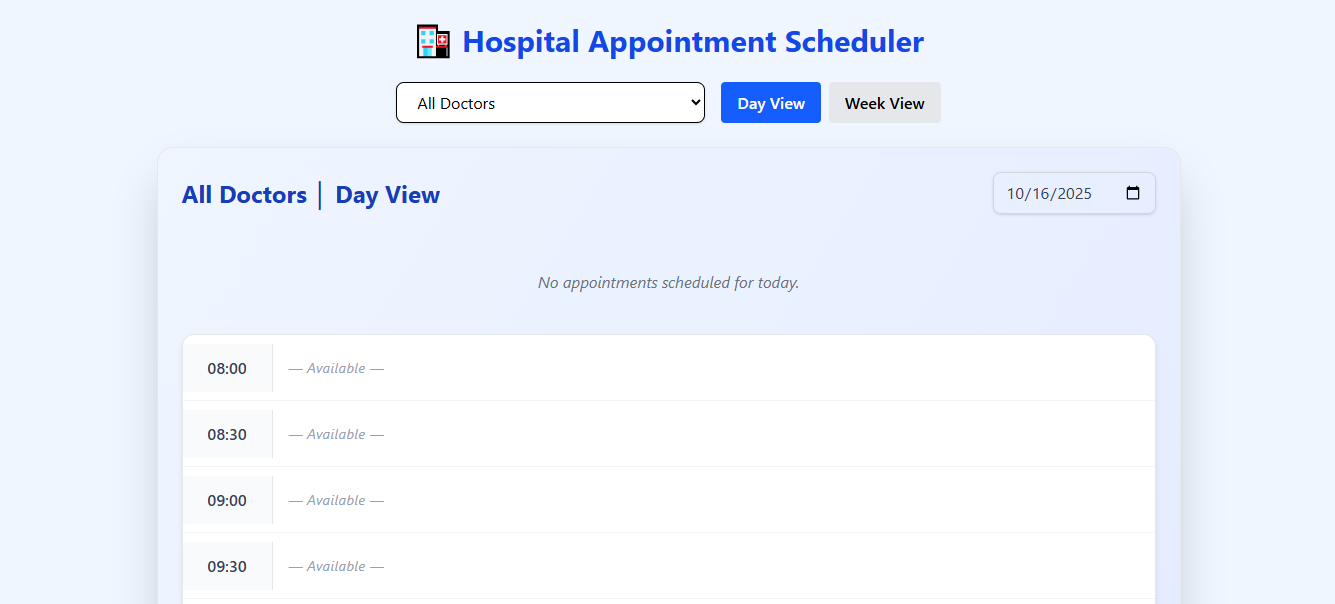 Hospital Appointment Scheduler
All Doctors Day View Week View
All Doctors | Day View 10/16/2025
No appointments scheduled for today.
08:00 — Available —
08:30 — Available —
09:00 — Available —
09:30 — Available —